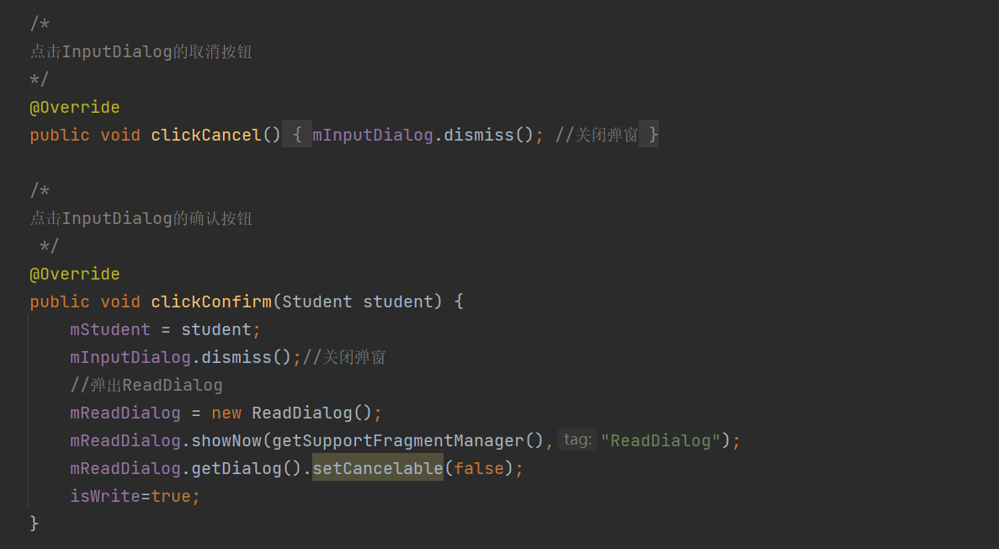 /*
点击InputDialog的取消按钮
*/
@Override
public void clickCancel() { mInputDialog.dismiss(); //关闭弹窗 }
/*
点击InputDialog的确认按钮
 */
@Override
public void clickConfirm(Student student) {
    mStudent = student;
    mInputDialog.dismiss();//关闭弹窗
    //弹出ReadDialog
    mReadDialog = new ReadDialog();
    mReadDialog.showNow(getSupportFragmentManager(), tag: "ReadDialog");
    mReadDialog.getDialog().setCancelable(false);
    isWrite=true;
}